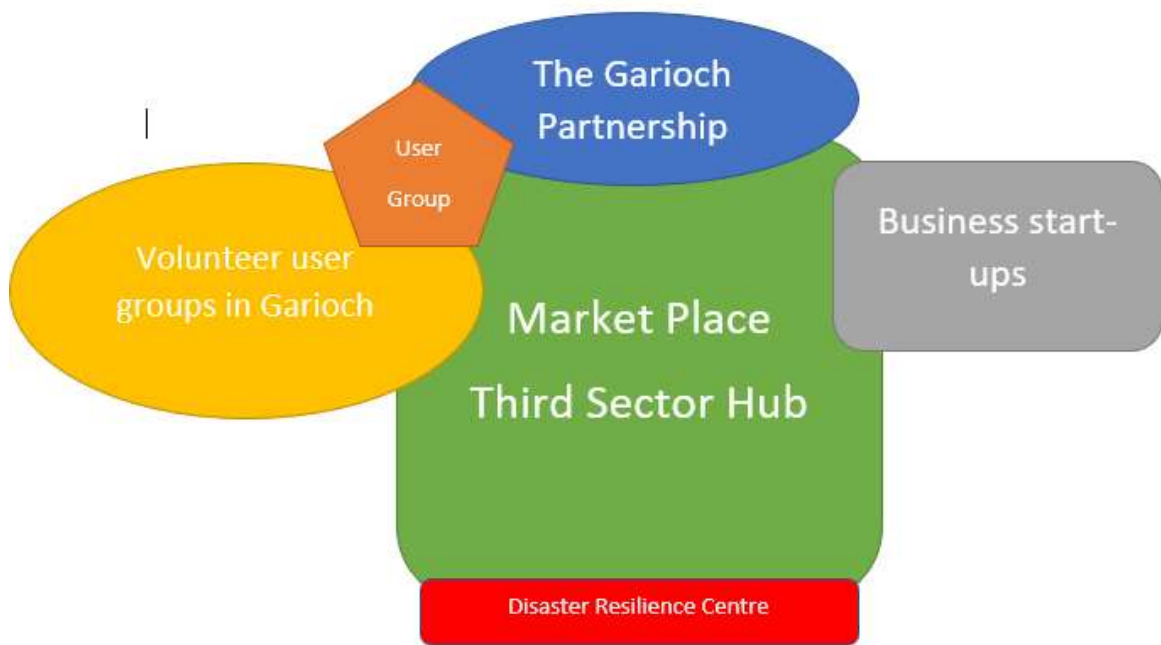 The Garioch
Partnership
User
Group
Business start-
ups
Volunteer user
groups in Garioch
Market Place
Third Sector Hub
Disaster Resilience Centre